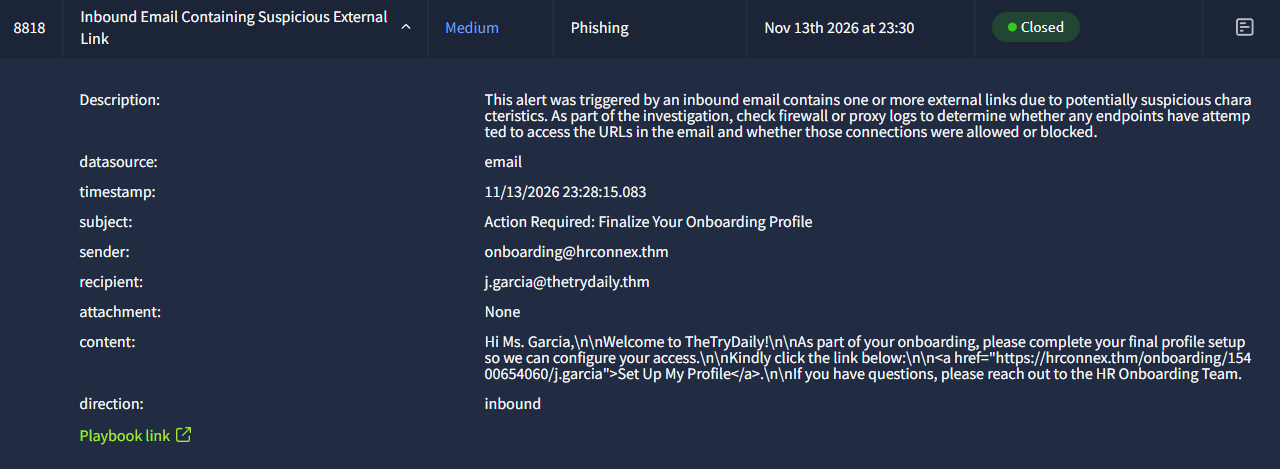 8818
Inbound Email Containing Suspicious External
Link
Medium
Phishing
Nov 13th 2026 at 23:30
Closed
Description:
This alert was triggered by an inbound email contains one or more external links due to potentially suspicious chara
cteristics. As part of the investigation, check firewall or proxy logs to determine whether any endpoints have attemp
ted to access the URLs in the email and whether those connections were allowed or blocked.
datasource:
email
timestamp:
11/13/2026 23:28:15.083
subject:
Action Required: Finalize Your Onboarding Profile
sender:
onboarding@hrconnex.thm
recipient:
j.garcia@thetrydaily.thm
attachment:
None
content:
Hi Ms. Garcia,\n\nWelcome to TheTryDaily!\n\nAs part of your onboarding, please complete your final profile setup
so we can configure your access.\n\nKindly click the link below:\n\n<a href="https://hrconnex.thm/onboarding/154
00654060/j.garcia">Set Up My Profile</a>.\n\nIf you have questions, please reach out to the HR Onboarding Team.
direction:
inbound
Playbook link